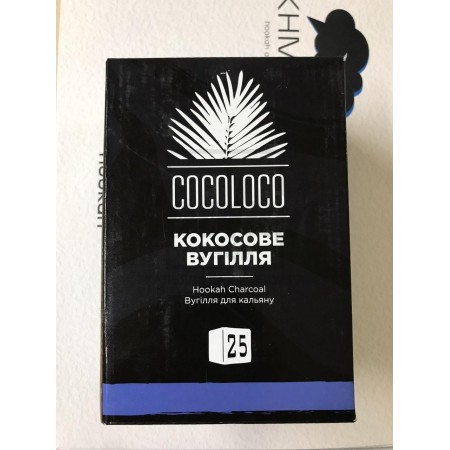 COCOLOCO
КОКОСОВЕ
ВУГІЛЛЯ
Hookah Charcoal
Вугілля для кальяну
25